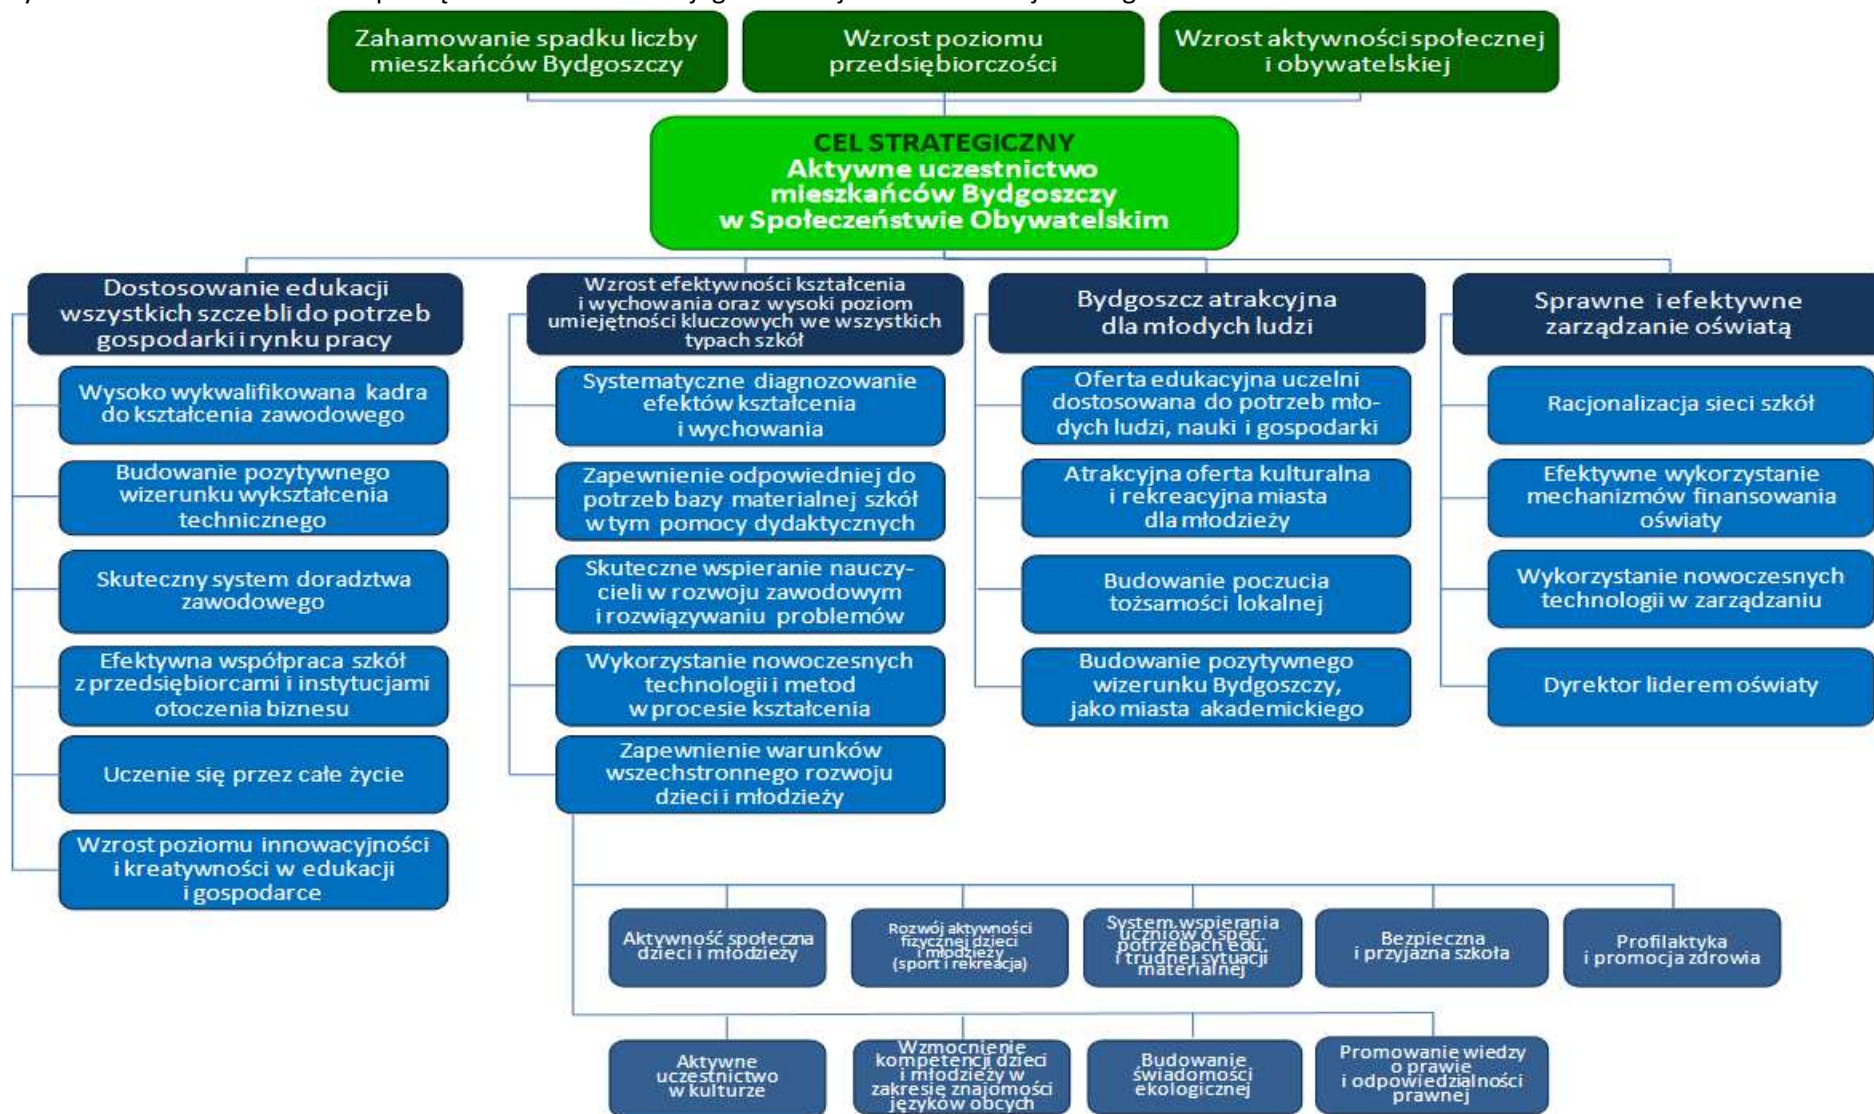 Zahamowanie spadku liczby
mieszkańców Bydgoszczy
Wzrost poziomu
przedsiębiorczości
Wzrost aktywności społecznej
i obywatelskiej
CEL STRATEGICZNY
Aktywne uczestnictwo
mieszkańców Bydgoszczy
w Społeczeństwie Obywatelskim
Dostosowanie edukacji
wszystkich szczebli do potrzeb
gospodarki i rynku pracy
Wysoko wykwalifikowana kadra
do kształcenia zawodowego
Budowanie pozytywnego
wizerunku wykształcenia
technicznego
Skuteczny system doradztwa
zawodowego
Efektywna współpraca szkół
z przedsiębiorcami i instytucjami
otoczenia biznesu
Uczenie się przez całe życie
Wzrost poziomu innowacyjności
i kreatywności w edukacji
i gospodarce
Wzrost efektywności kształcenia
i wychowania oraz wysoki poziom
umiejętności kluczowych we wszystkich
typach szkół
Systematyczne diagnozowanie
efektów kształcenia
i wychowania
Zapewnienie odpowiedniej do
potrzeb bazy materialnej szkół
w tym pomocy dydaktycznych
Skuteczne wspieranie nauczy-
cieli w rozwoju zawodowym
i rozwiązywaniu problemów
Wykorzystanie nowoczesnych
technologii i metod
w procesie kształcenia
Zapewnienie warunków
wszechstronnego rozwoju
dzieci i młodzieży
Bydgoszcz atrakcyjna
dla młodych ludzi
Oferta edukacyjna uczelni
dostosowana do potrzeb mło-
dych ludzi, nauki i gospodarki
Atrakcyjna oferta kulturalna
i rekreacyjna miasta
dla młodzieży
Budowanie poczucia
tożsamości lokalnej
Budowanie pozytywnego
wizerunku Bydgoszczy,
jako miasta akademickiego
Sprawne i efektywne
zarządzanie oświatą
Racjonalizacja sieci szkół
Efektywne wykorzystanie
mechanizmów finansowania
oświaty
Wykorzystanie nowoczesnych
technologii w zarządzaniu
Dyrektor liderem oświaty
Aktywność społeczna
dzieci i młodzieży
Rozwój aktywności
fizycznej dzieci
i młodzieży
(sport i rekreacja)
System wspierania
uczniów o spec.
potrzebach edu.
i trudnej sytuacji
materialnej
Bezpieczna
i przyjazna szkoła
Profilaktyka
i promocja zdrowia
Aktywne
uczestnictwo
w kulturze
Wzmocnienie
kompetencji dzieci
i młodzieży w
zakresie znajomości
języków obcych
Budowanie
świadomości
ekologicznej
Promowanie wiedzy
o prawie
i odpowiedzialności
prawnej